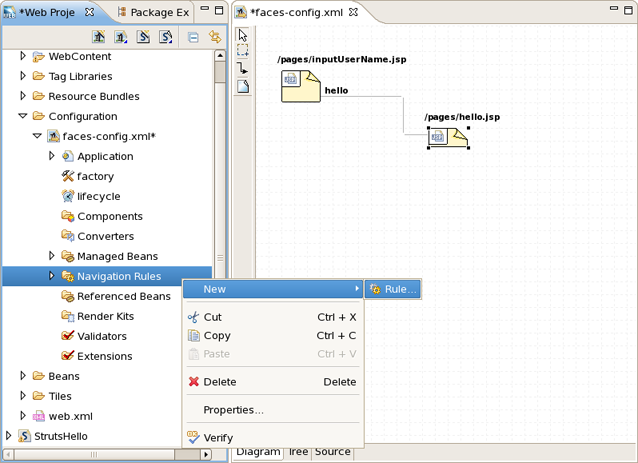 *Web Proje
Package Ex
WebContent
Tag Libraries
Resource Bundles
Configuration
faces-config.xml*
Application
factory
lifecycle
Components
Converters
Managed Beans
Navigation Rules
Referenced Beans
Render Kits
Validators
Extensions
Beans
Tiles
web.xml
StrutsHello
*faces-config.xml
/pages/inputUserName.jsp
hello
/pages/hello.jsp
New
Rule...
Cut Ctrl + X
Copy Ctrl + C
Paste Ctrl + V
Delete Delete
Properties...
Verify
Diagram Tree Source